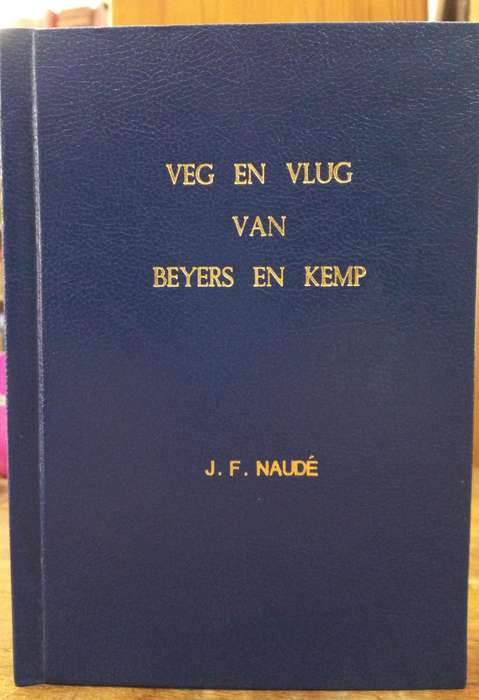 VEG EN VLUG
VAN
BEYERS EN KEMP
J. F. NAUDÉ